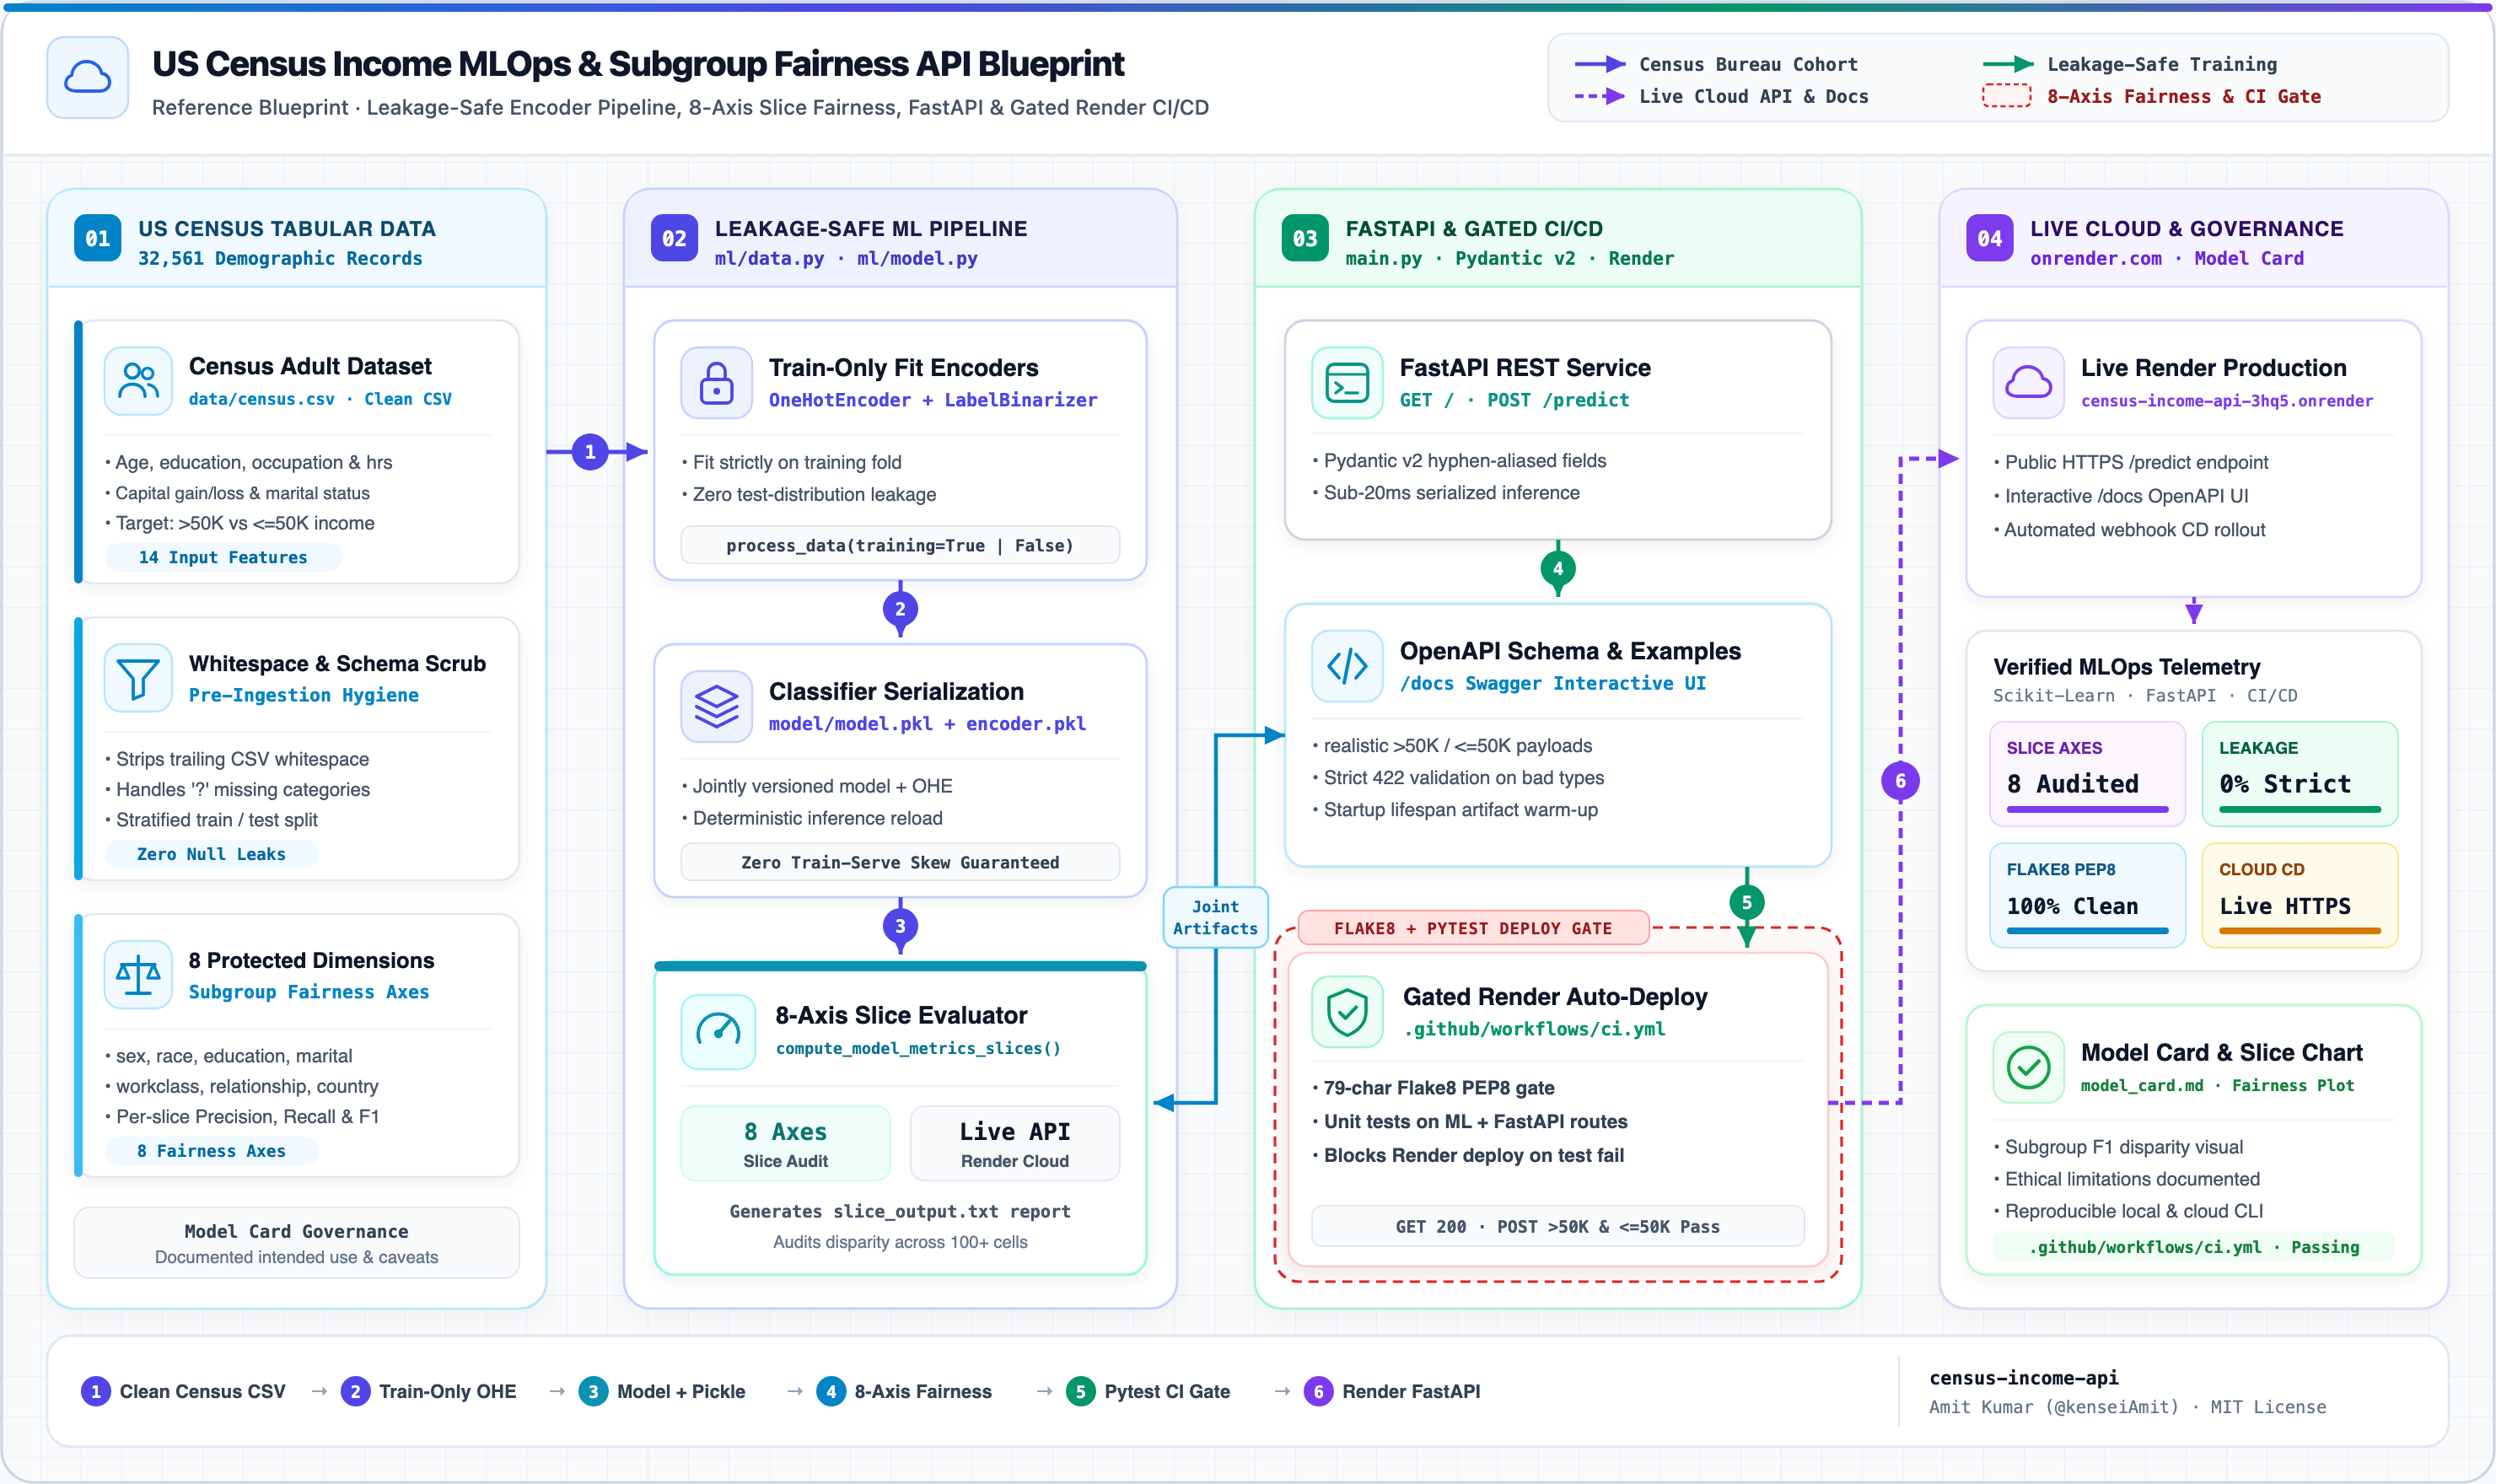 US Census Income MLOps & Subgroup Fairness API Blueprint
Reference Blueprint · Leakage-Safe Encoder Pipeline, 8-Axis Slice Fairness, FastAPI & Gated Render CI/CD
Census Bureau Cohort
Leakage-Safe Training
Live Cloud API & Docs
8-Axis Fairness & CI Gate
01
US CENSUS TABULAR DATA
32,561 Demographic Records
Census Adult Dataset
data/census.csv · Clean CSV
• Age, education, occupation & hrs
• Capital gain/loss & marital status
• Target: >50K vs <=50K income
14 Input Features
Whitespace & Schema Scrub
Pre-Ingestion Hygiene
• Strips trailing CSV whitespace
• Handles '?' missing categories
• Stratified train / test split
Zero Null Leaks
8 Protected Dimensions
Subgroup Fairness Axes
• sex, race, education, marital
• workclass, relationship, country
• Per-slice Precision, Recall & F1
8 Fairness Axes
Model Card Governance
Documented intended use & caveats
1
02
LEAKAGE-SAFE ML PIPELINE
ml/data.py · ml/model.py
Train-Only Fit Encoders
OneHotEncoder + LabelBinarizer
• Fit strictly on training fold
• Zero test-distribution leakage
process_data(training=True | False)
2
Classifier Serialization
model/model.pkl + encoder.pkl
• Jointly versioned model + OHE
• Deterministic inference reload
Zero Train-Serve Skew Guaranteed
3
8-Axis Slice Evaluator
compute_model_metrics_slices()
8 Axes
Slice Audit
Live API
Render Cloud
Generates slice_output.txt report
Audits disparity across 100+ cells
Joint
Artifacts
03
FASTAPI & GATED CI/CD
main.py · Pydantic v2 · Render
FastAPI REST Service
GET / · POST /predict
• Pydantic v2 hyphen-aliased fields
• Sub-20ms serialized inference
4
OpenAPI Schema & Examples
/docs Swagger Interactive UI
• realistic >50K / <=50K payloads
• Strict 422 validation on bad types
• Startup lifespan artifact warm-up
5
FLAKE8 + PYTEST DEPLOY GATE
Gated Render Auto-Deploy
.github/workflows/ci.yml
• 79-char Flake8 PEP8 gate
• Unit tests on ML + FastAPI routes
• Blocks Render deploy on test fail
GET 200 · POST >50K & <=50K Pass
6
04
LIVE CLOUD & GOVERNANCE
onrender.com · Model Card
Live Render Production
census-income-api-3hq5.onrender
• Public HTTPS /predict endpoint
• Interactive /docs OpenAPI UI
• Automated webhook CD rollout
Verified MLOps Telemetry
Scikit-Learn · FastAPI · CI/CD
SLICE AXES
8 Audited
LEAKAGE
0% Strict
FLAKE8 PEP8
100% Clean
CLOUD CD
Live HTTPS
Model Card & Slice Chart
model_card.md · Fairness Plot
• Subgroup F1 disparity visual
• Ethical limitations documented
• Reproducible local & cloud CLI
.github/workflows/ci.yml · Passing
1 Clean Census CSV → 2 Train-Only OHE → 3 Model + Pickle → 4 8-Axis Fairness → 5 Pytest CI Gate → 6 Render FastAPI
census-income-api
Amit Kumar (@kenseiAmit) · MIT License